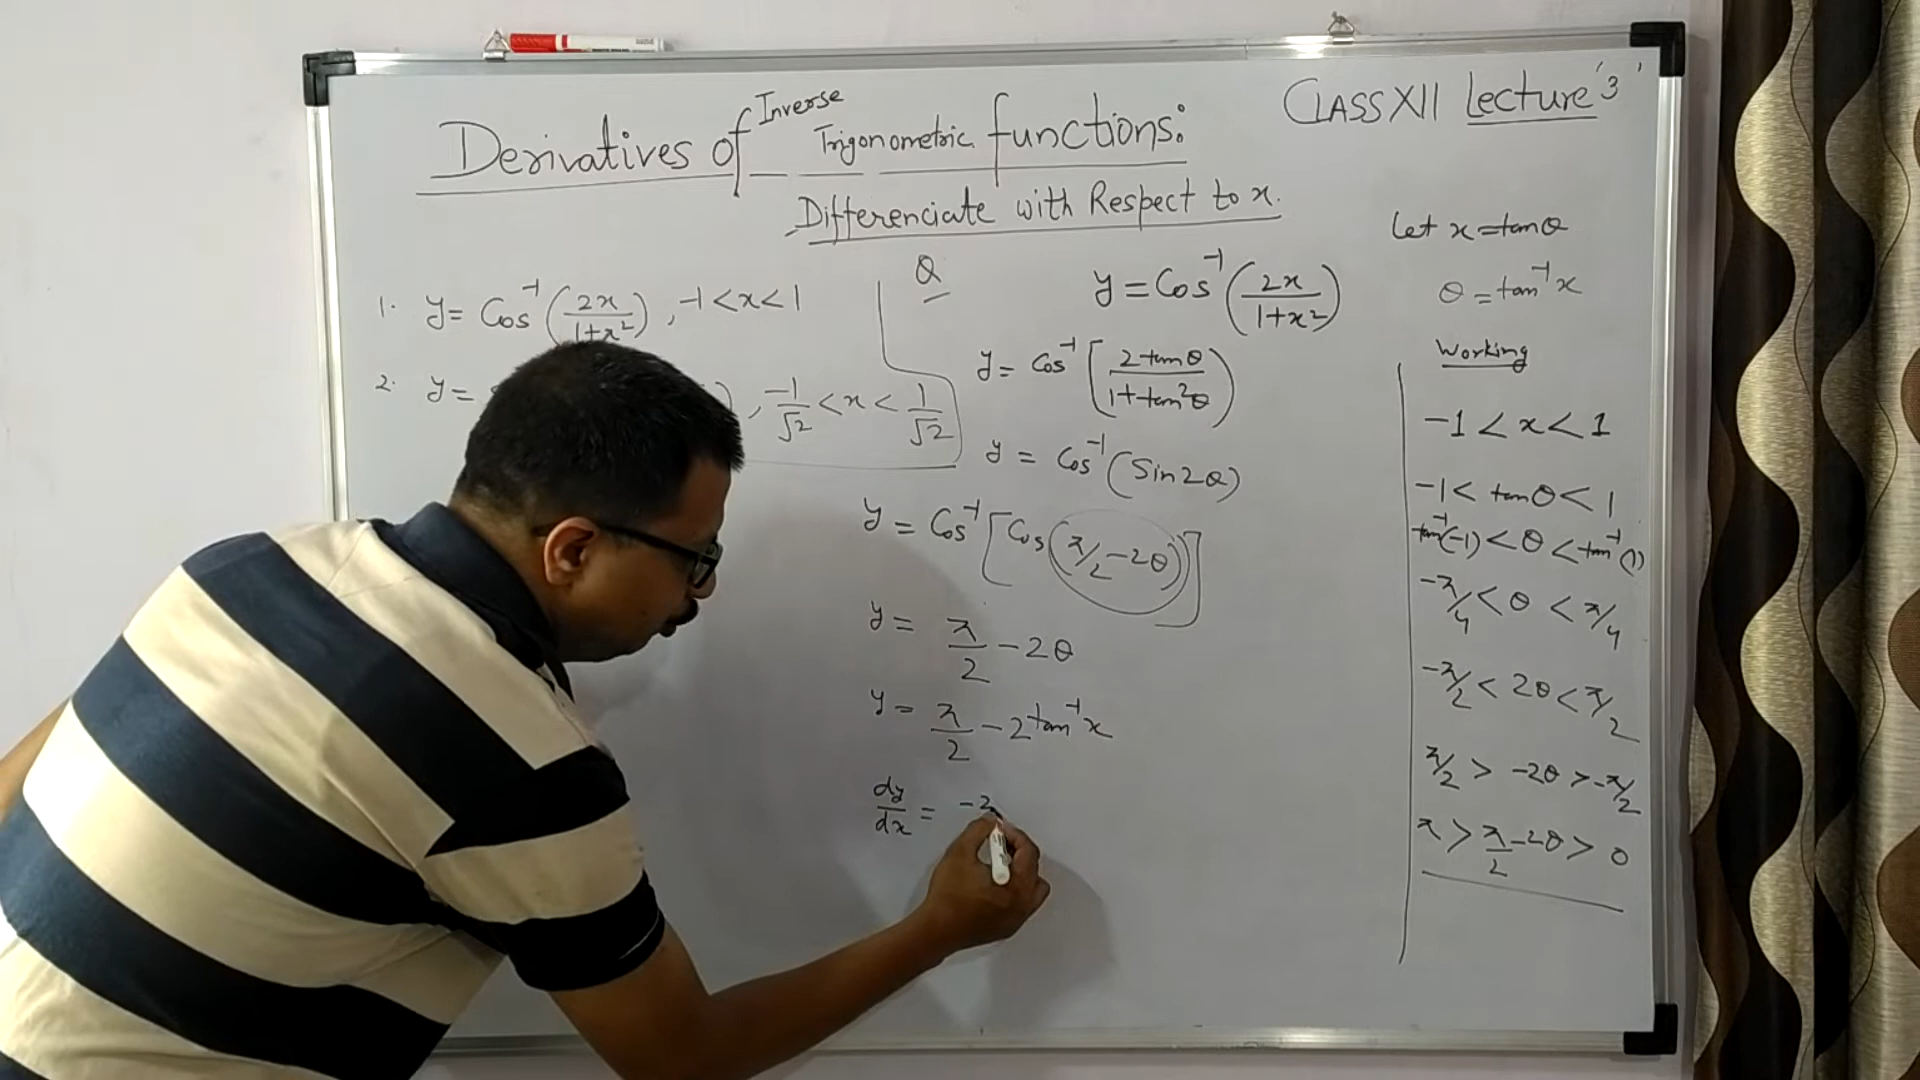 CLASS XII Lecture '3'
Derivatives of Inverse Trigonometric functions:
Differenciate with Respect to x.
1. y = Cos⁻¹(2x/1+x²), -1<x<1
2. y = , -1/√2 < x < 1/√2
Q
y = Cos⁻¹(2x/1+x²)
y = Cos⁻¹[2tanθ/1+tan²θ)
y = Cos⁻¹(Sin2θ)
y = Cos⁻¹[Cos(π/2 - 2θ)]
y = π/2 - 2θ
y = π/2 - 2tan⁻¹x
dy/dx = -2
Let x = tanθ
θ = tan⁻¹x
Working
-1 < x < 1
-1 < tanθ < 1
tan⁻¹(-1) < θ < tan⁻¹(1)
-π/4 < θ < π/4
-π/2 < 2θ < π/2
π/2 > -2θ > -π/2
π > π/2 - 2θ > 0